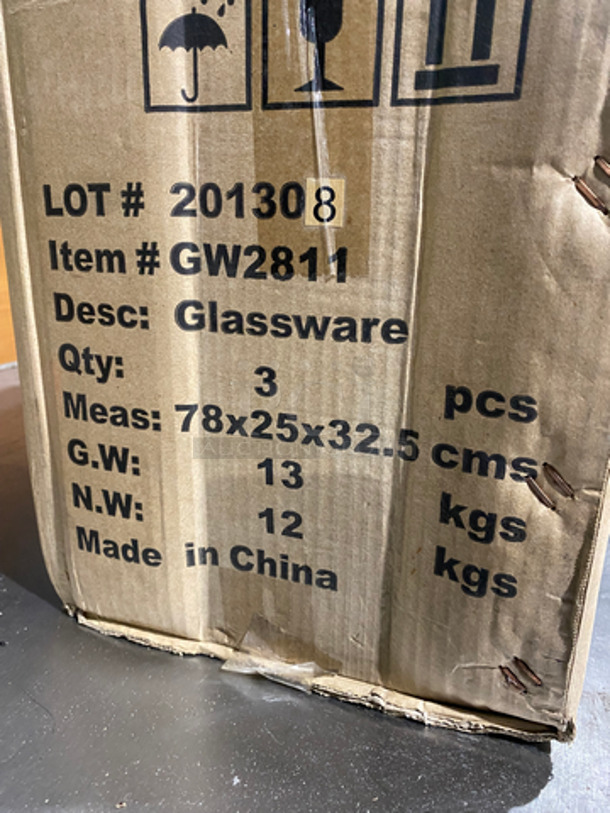 LOT # 201308
Item # GW2811
Desc: Glassware
Qty: 3 pcs
Meas: 78x25x32.5 cms
G.W: 13 kgs
N.W: 12 kgs
Made in China